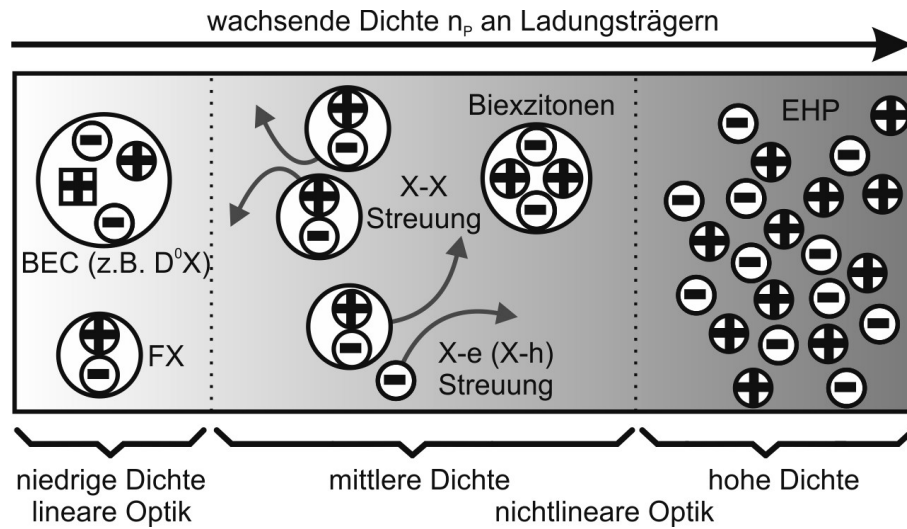 wachsende Dichte nP an Ladungsträgern
BEC (z.B. D⁰X)
FX
X-X
Streuung
Biexzitonen
X-e (X-h)
Streuung
EHP
niedrige Dichte
lineare Optik
mittlere Dichte
hohe Dichte
nichtlineare Optik